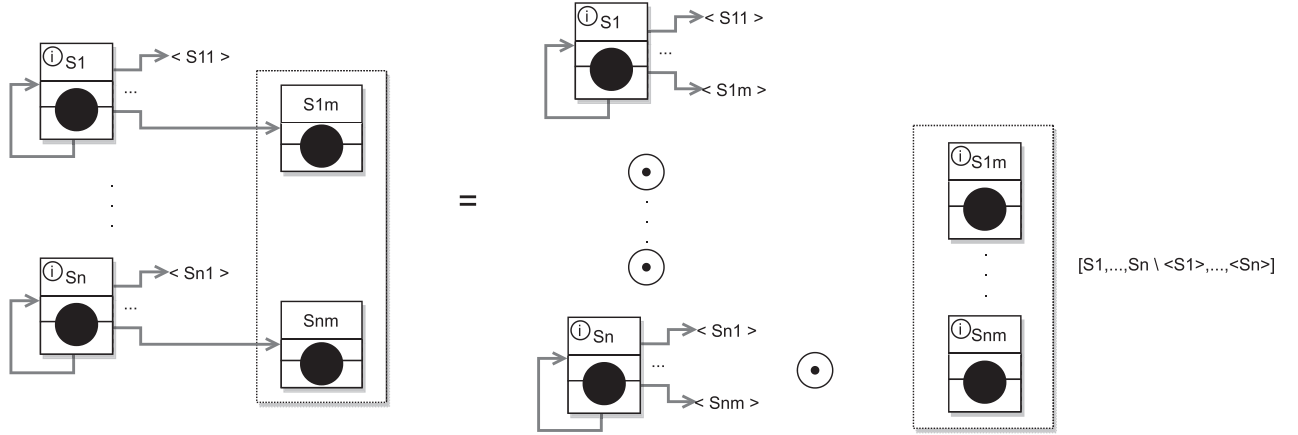 i S1
< S11 >
...
S1m
.
.
.
i Sn
< Sn1 >
...
Snm
=
i S1
< S11 >
...
< S1m >
.
.
.
i Sn
< Sn1 >
...
< Snm >
i S1m
.
.
.
i Snm
[S1,...,Sn \ <S1>,...,<Sn>]